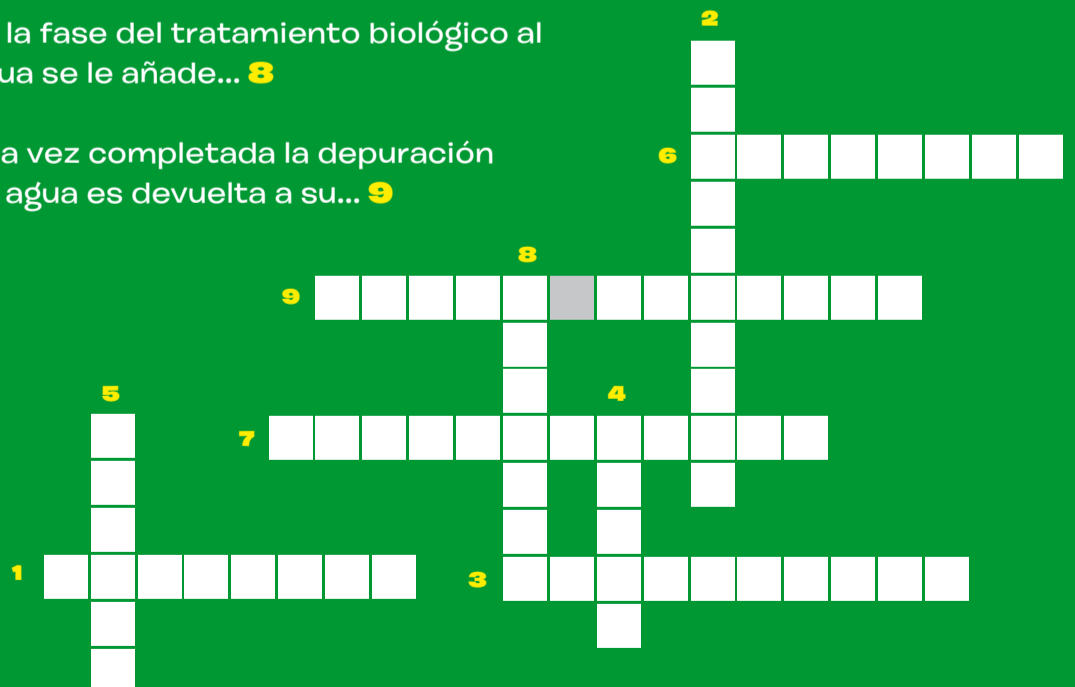 la fase del tratamiento biológico al
ua se le añade... 8
a vez completada la depuración
agua es devuelta a su... 9
2
6
8
9
5
4
7
1
3